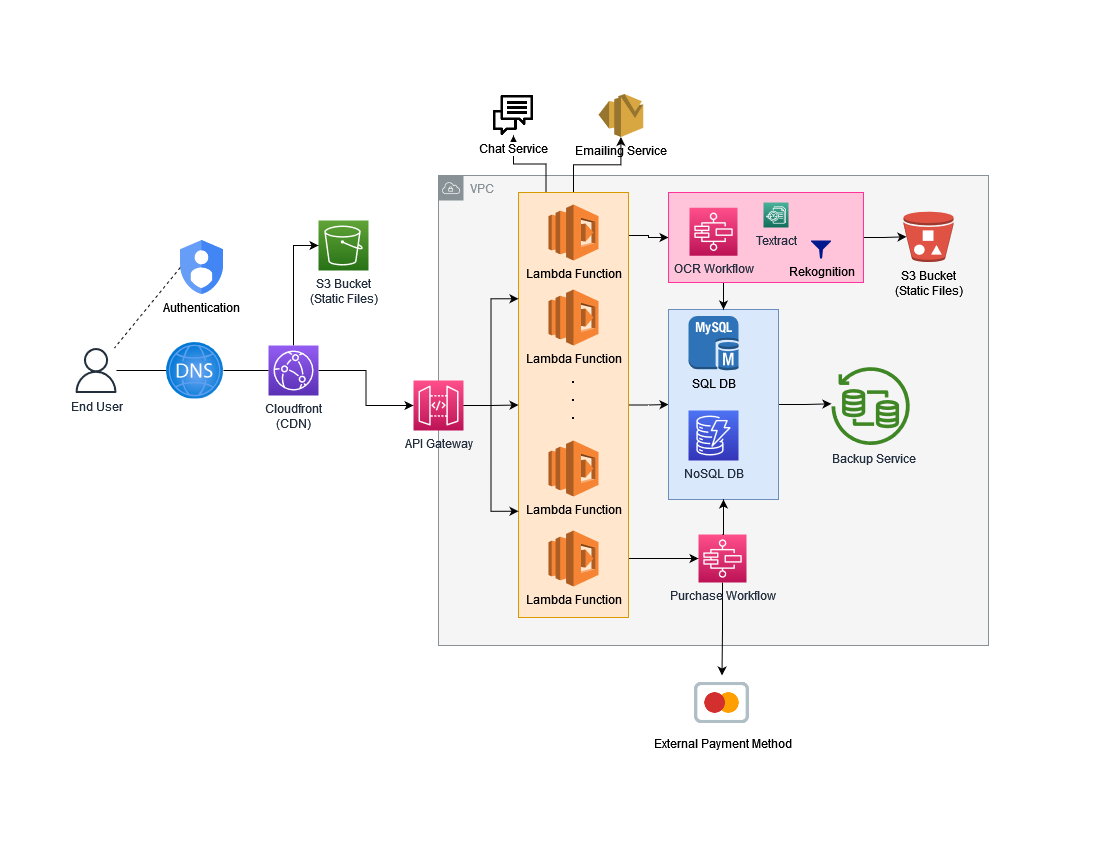 Chat Service
Emailing Service
VPC
Lambda Function
OCR Workflow
Textract
Rekognition
S3 Bucket
(Static Files)
S3 Bucket
(Static Files)
Authentication
Lambda Function
MySQL
M
SQL DB
DNS
End User
Cloudfront
(CDN)
API Gateway
.
.
.
NoSQL DB
Backup Service
Lambda Function
Lambda Function
Purchase Workflow
External Payment Method